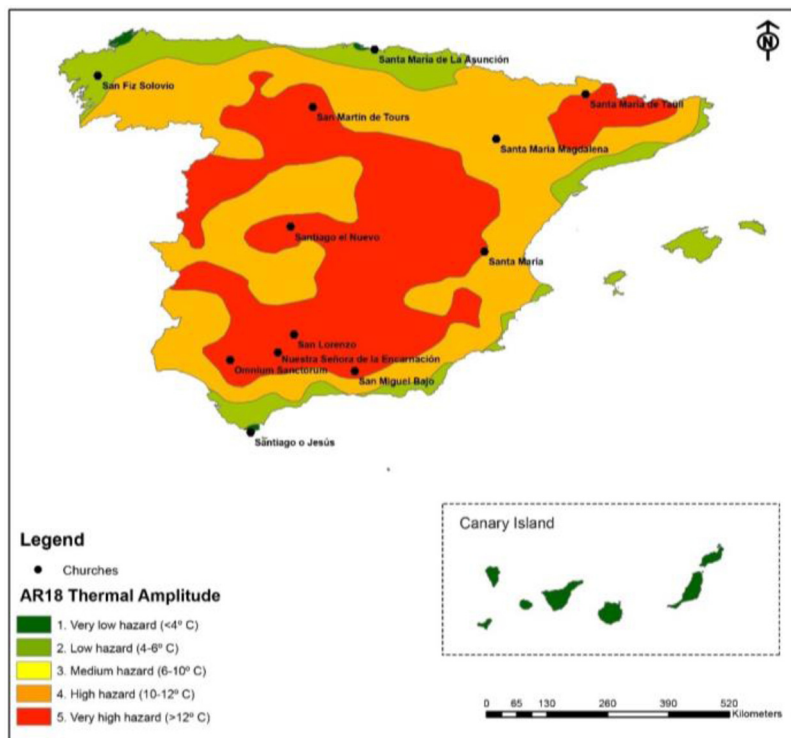 N
Santa María de La Asunción
San Fiz Solovio
Santa María de Taüll
San Martín de Tours
Santa María Magdalena
Santiago el Nuevo
Santa María
San Lorenzo
Nuestra Señora de la Encarnación
Omnium Sanctorum
San Miguel Bajo
Santiago o Jesús
Canary Island
Legend
Churches
AR18 Thermal Amplitude
1. Very low hazard (<4º C)
2. Low hazard (4-6º C)
3. Medium hazard (6-10º C)
4. High hazard (10-12º C)
5. Very high hazard (>12º C)
0 65 130 260 390 520
Kilometers